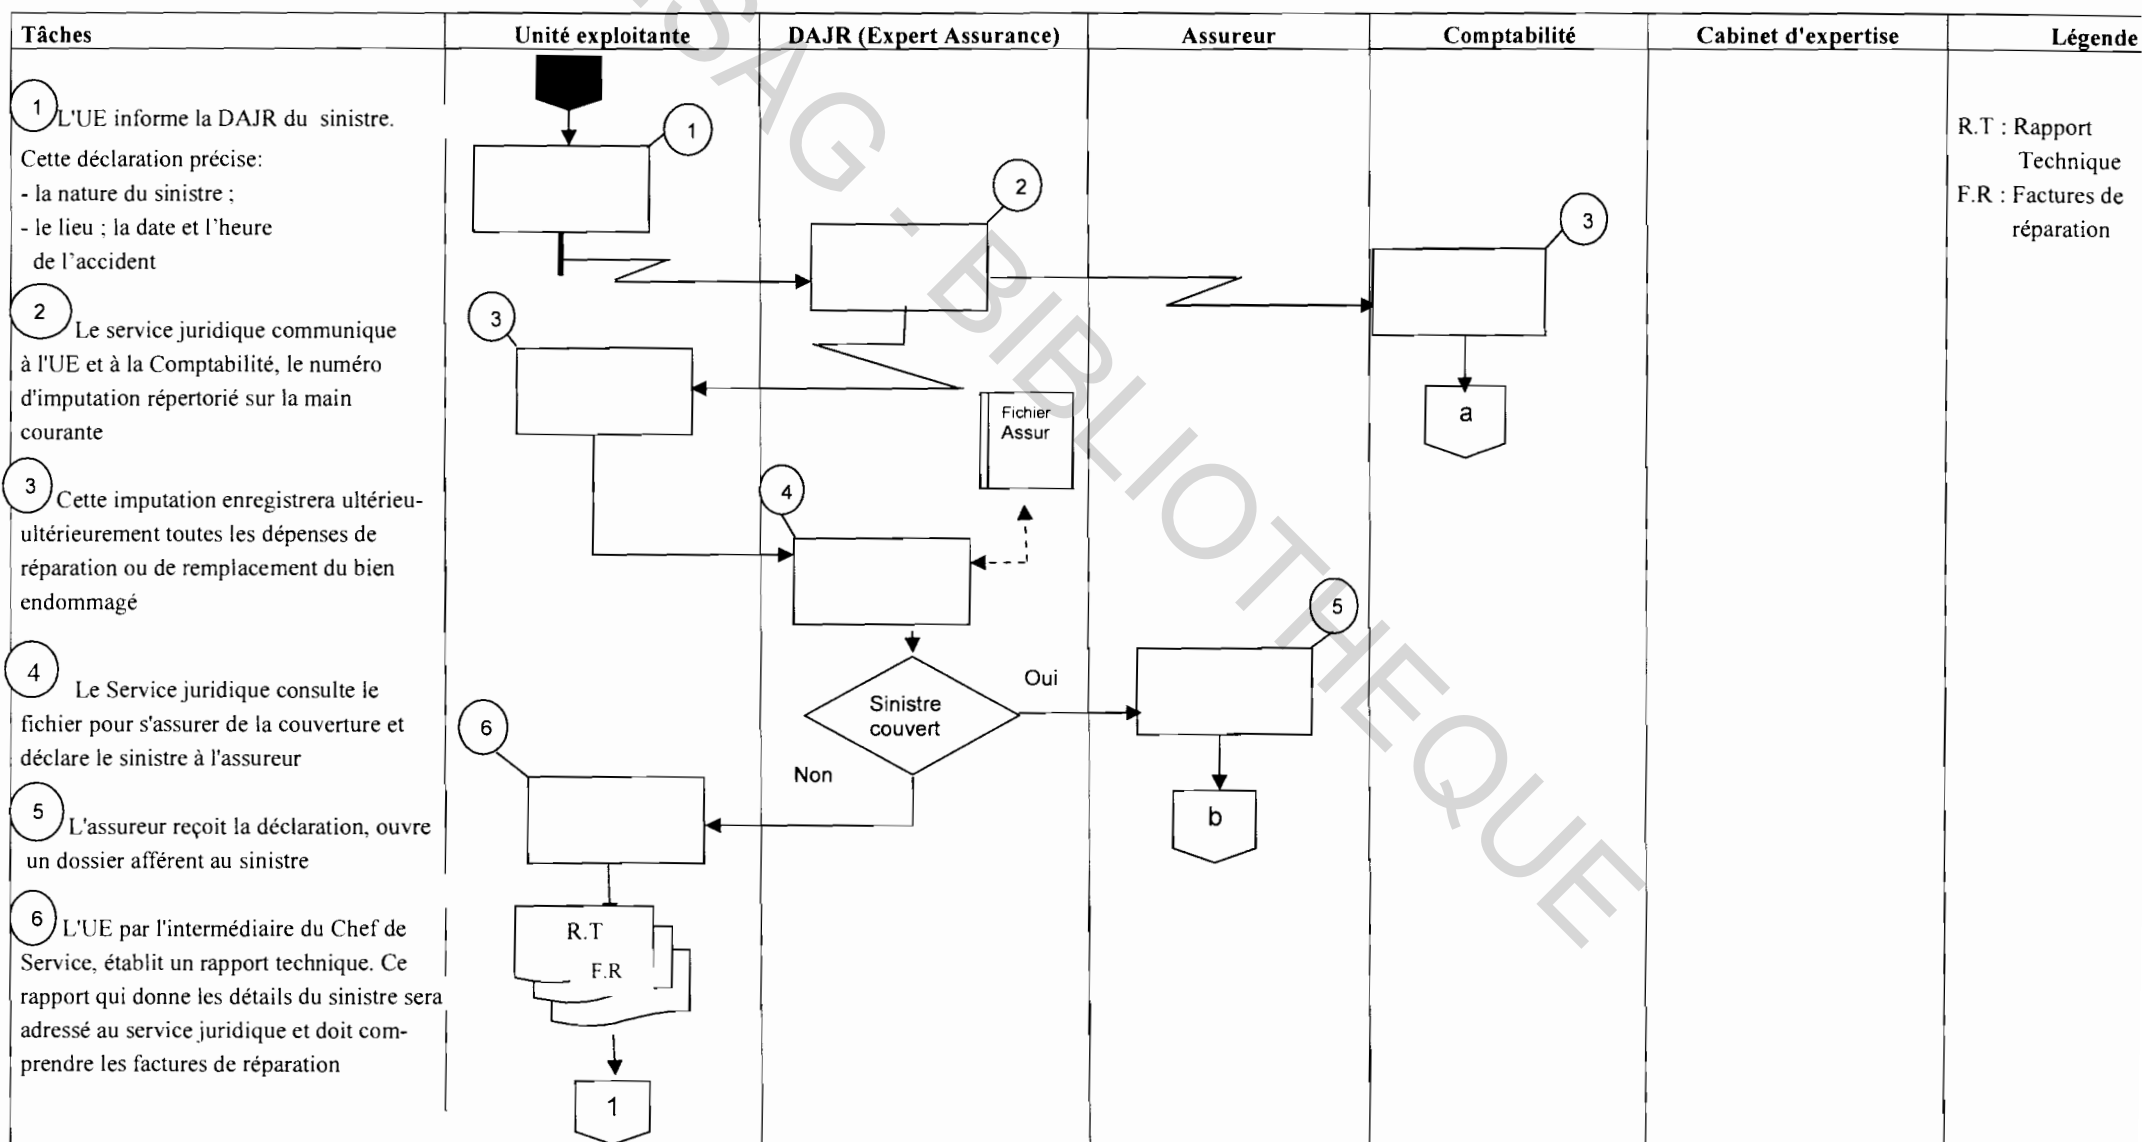 Tâches
Unité exploitante
DAJR (Expert Assurance)
Assureur
Comptabilité
Cabinet d'expertise
Légende
1 L'UE informe la DAJR du sinistre.
Cette déclaration précise:
- la nature du sinistre ;
- le lieu ; la date et l'heure
de l'accident
2 Le service juridique communique
à l'UE et à la Comptabilité, le numéro
d'imputation répertorié sur la main
courante
3 Cette imputation enregistrera ultérieu-
ultérieurement toutes les dépenses de
réparation ou de remplacement du bien
endommagé
4 Le Service juridique consulte le
fichier pour s'assurer de la couverture et
déclare le sinistre à l'assureur
5 L'assureur reçoit la déclaration, ouvre
un dossier afférent au sinistre
6 L'UE par l'intermédiaire du Chef de
Service, établit un rapport technique. Ce
rapport qui donne les détails du sinistre sera
adressé au service juridique et doit com-
prendre les factures de réparation
1
2
3
3
a
Fichier
Assur
4
5
Sinistre
couvert
Oui
Non
6
b
R.T
F.R
1
R.T : Rapport
Technique
F.R : Factures de
réparation
SAG - BIBLIOTHEQUE